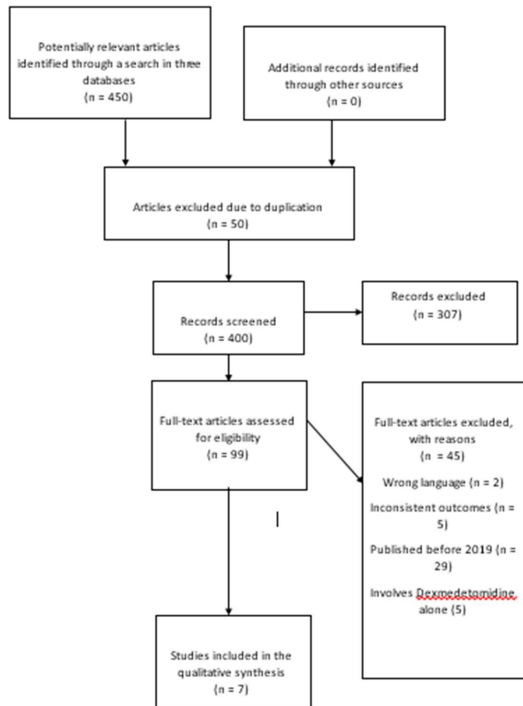 Potentially relevant articles
identified through a search in three
databases
(n = 450)
Additional records identified
through other sources
(n = 0)
Articles excluded due to duplication
(n = 50)
Records screened
(n = 400)
Records excluded
(n = 307)
Full-text articles assessed
for eligibility
(n = 99)
Full-text articles excluded,
with reasons
(n = 45)
Wrong language (n = 2)
Inconsistent outcomes (n =
5)
Published before 2019 (n =
29)
Involves Dexmedetomidine
alone (5)
Studies included in the
qualitative synthesis
(n = 7)